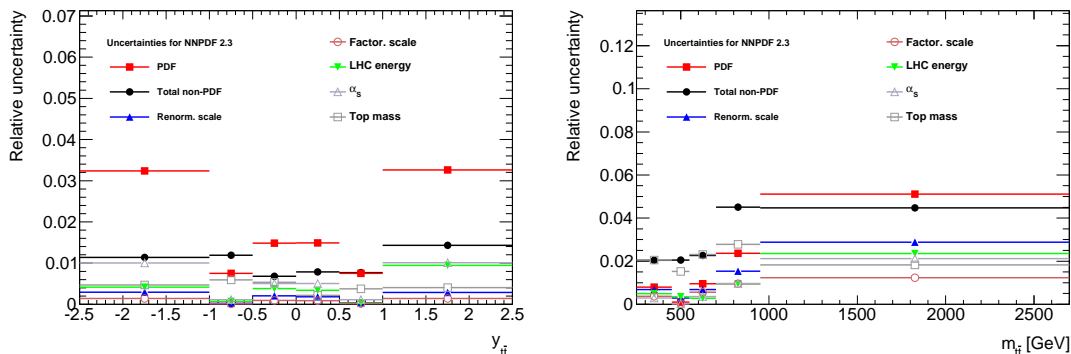 Relative uncertainty
0.07
0.06
0.05
0.04
0.03
0.02
0.01
0
Uncertainties for NNPDF 2.3
PDF
Total non-PDF
Renorm. scale
Factor. scale
LHC energy
αs
Top mass
-2.5 -2 -1.5 -1 -0.5 0 0.5 1 1.5 2 2.5
ytt̄
Relative uncertainty
0.12
0.1
0.08
0.06
0.04
0.02
0
Uncertainties for NNPDF 2.3
PDF
Total non-PDF
Renorm. scale
Factor. scale
LHC energy
αs
Top mass
500 1000 1500 2000 2500
mtt̄ [GeV]